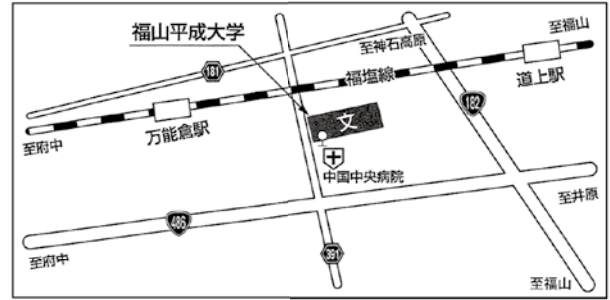 福山平成大学
至福山
至神石高原
181
福塩線
道上駅
182
万能倉駅
文
至府中
中国中央病院
至井原
486
391
至府中
至福山